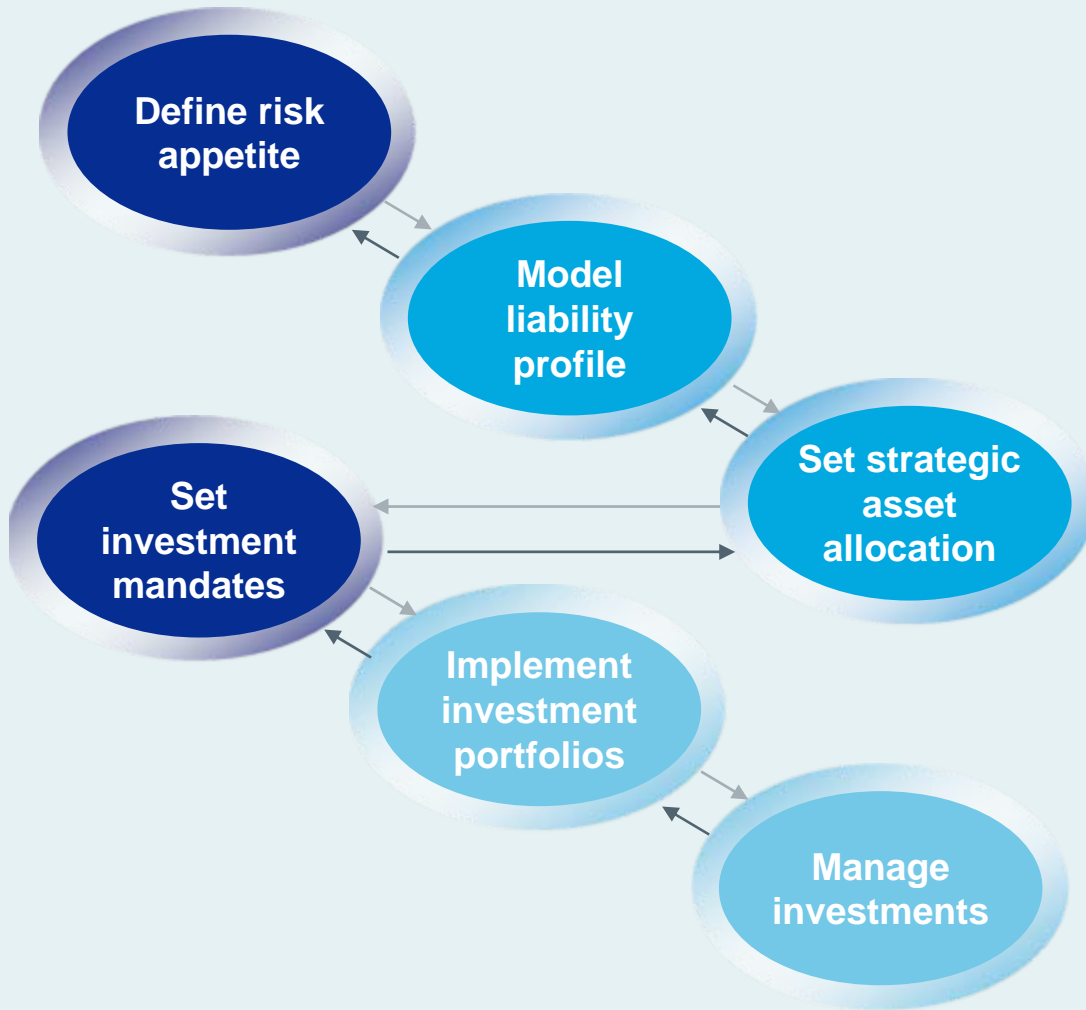 Define risk
appetite
Model
liability
profile
Set strategic
asset
allocation
Set
investment
mandates
Implement
investment
portfolios
Manage
investments